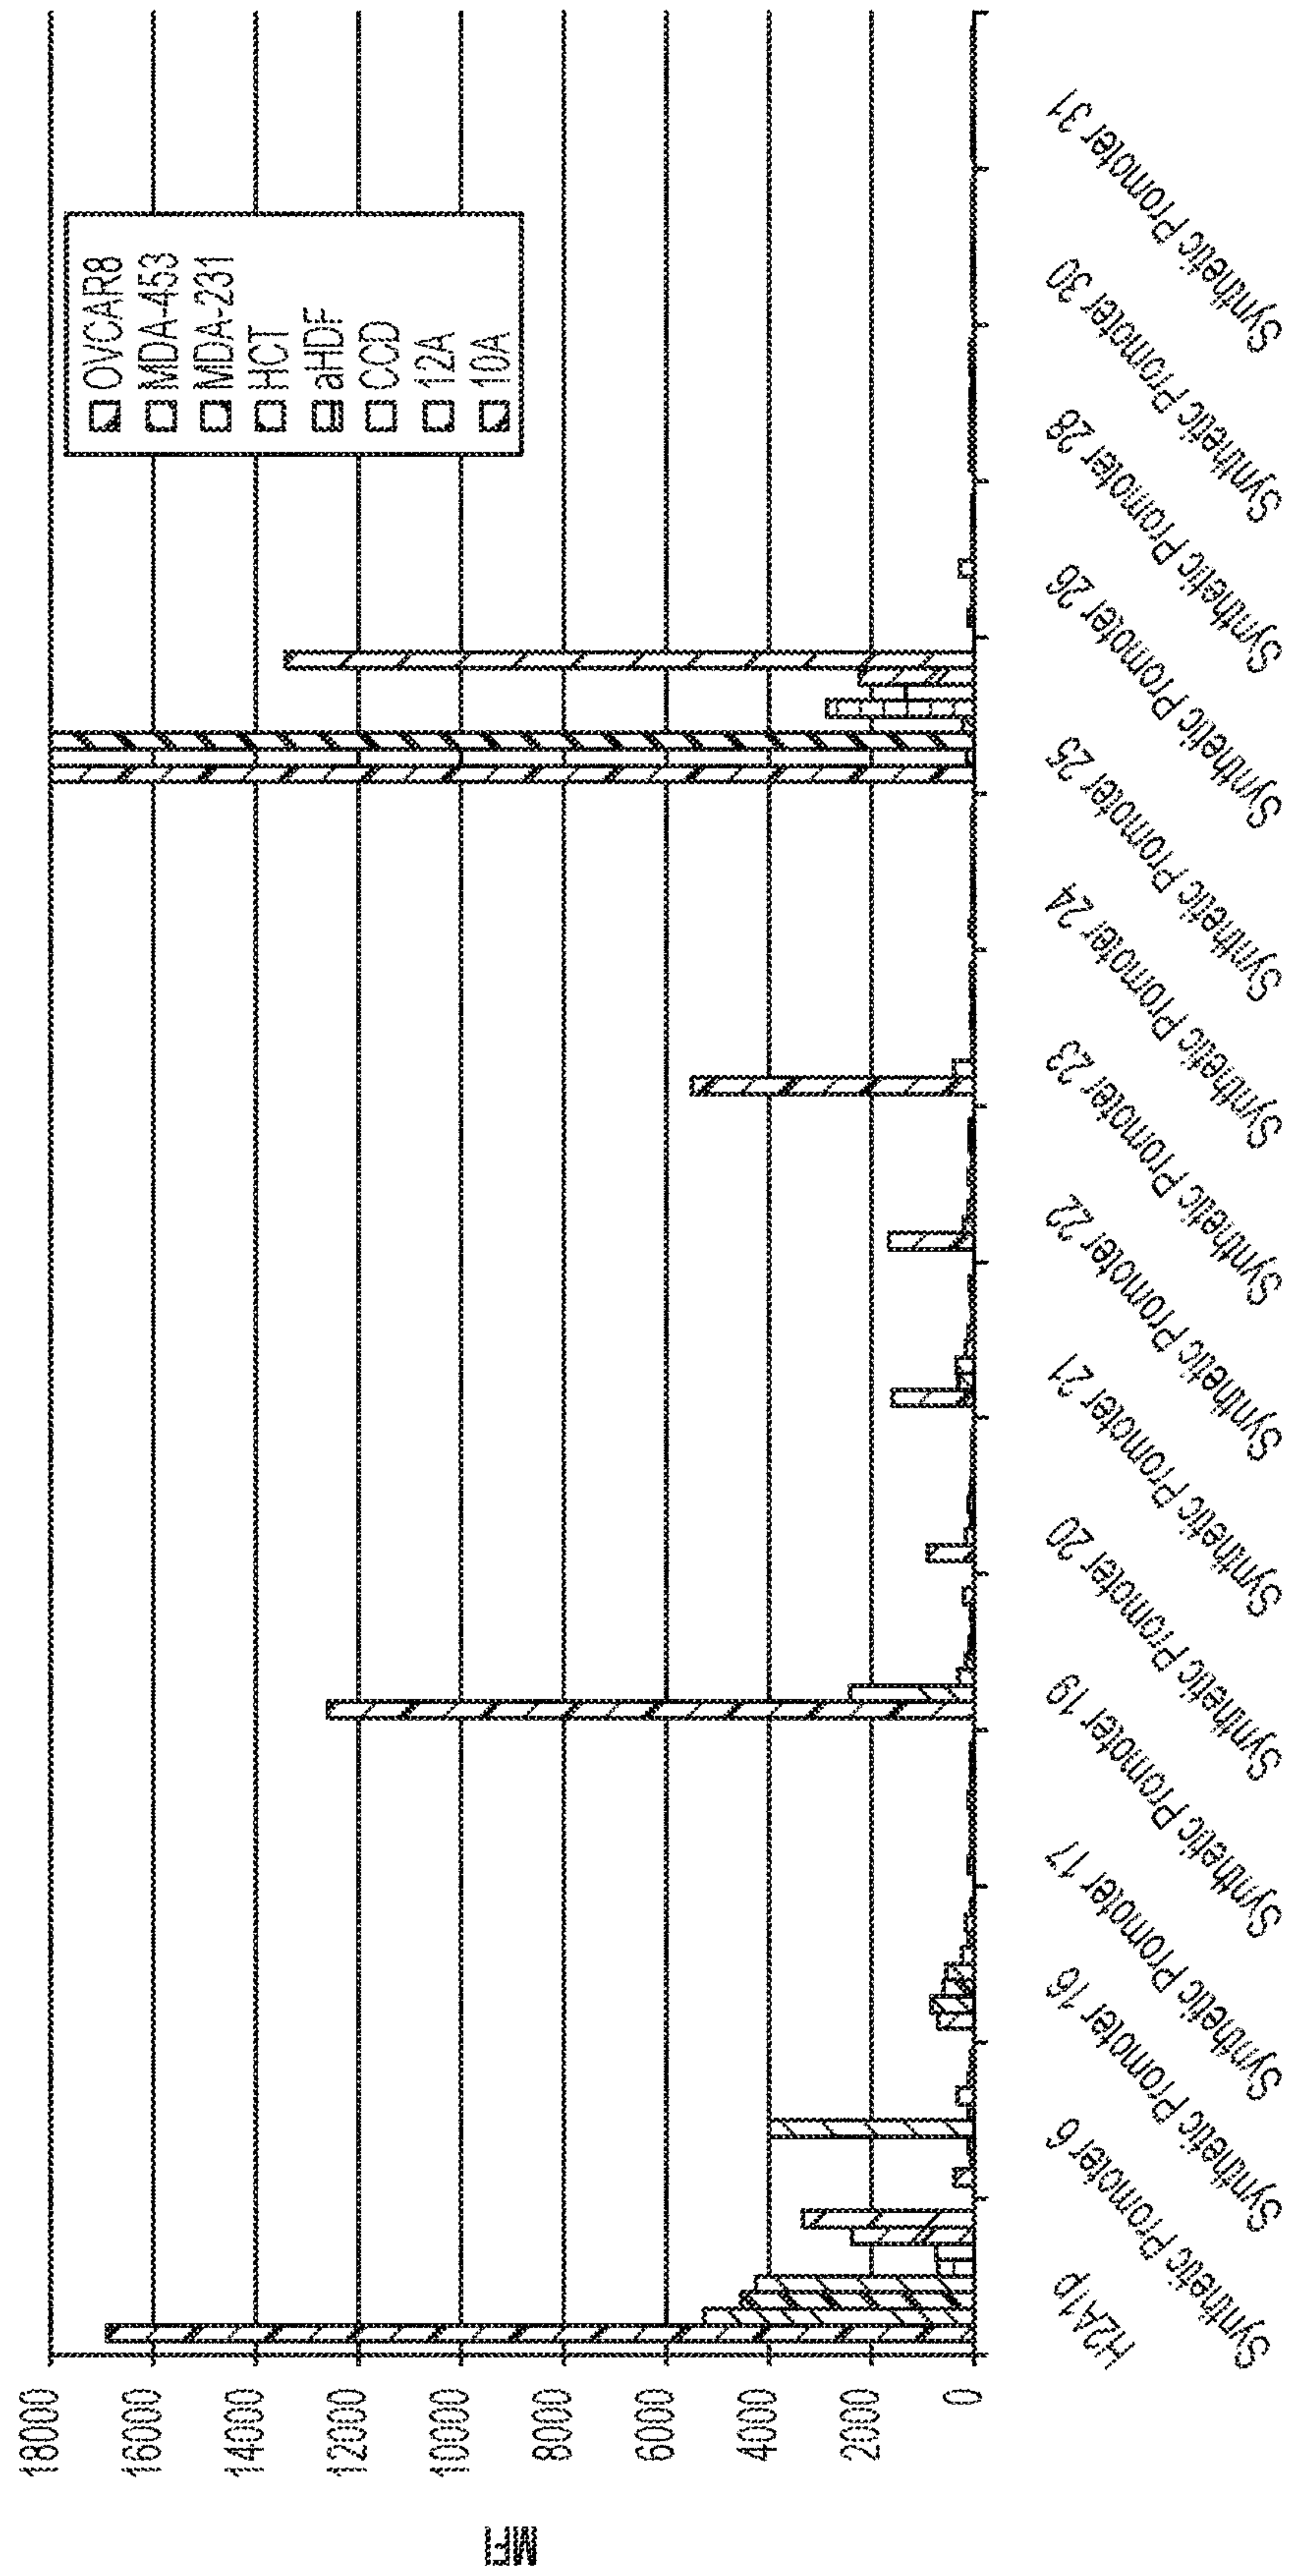 MFI
18000
16000
14000
12000
10000
8000
6000
4000
2000
0
OVCAR8
MDA-453
MDA-231
HCT
aHDF
CCD
12A
10A
H2A1p
Synthetic Promoter 6
Synthetic Promoter 16
Synthetic Promoter 17
Synthetic Promoter 19
Synthetic Promoter 20
Synthetic Promoter 21
Synthetic Promoter 22
Synthetic Promoter 23
Synthetic Promoter 24
Synthetic Promoter 25
Synthetic Promoter 26
Synthetic Promoter 28
Synthetic Promoter 30
Synthetic Promoter 31